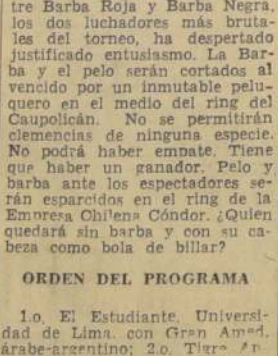 tre Barba Roja y Barba Negra,
los dos luchadores más bruta-
les del torneo, ha despertado
justificado entusiasmo. La Bar-
ba y el pelo serán cortados al
vencido por un inmutable pelu-
quero en el medio del ring del
Caupolicán. No se permitirán
clemencias de ninguna especie.
No podrá haber empate. Tiene
que haber un ganador. Pelo y
barba ante los espectadores se-
rán esparcidos en el ring de la
Empresa Chilena Cóndor. ¿Quien
quedará sin barba y con su ca-
beza como bola de billar?
ORDEN DEL PROGRAMA
1.o, El Estudiante, Universi-
dad de Lima, con Gran Amed,
árabe-argentino; 2.o, Tigre